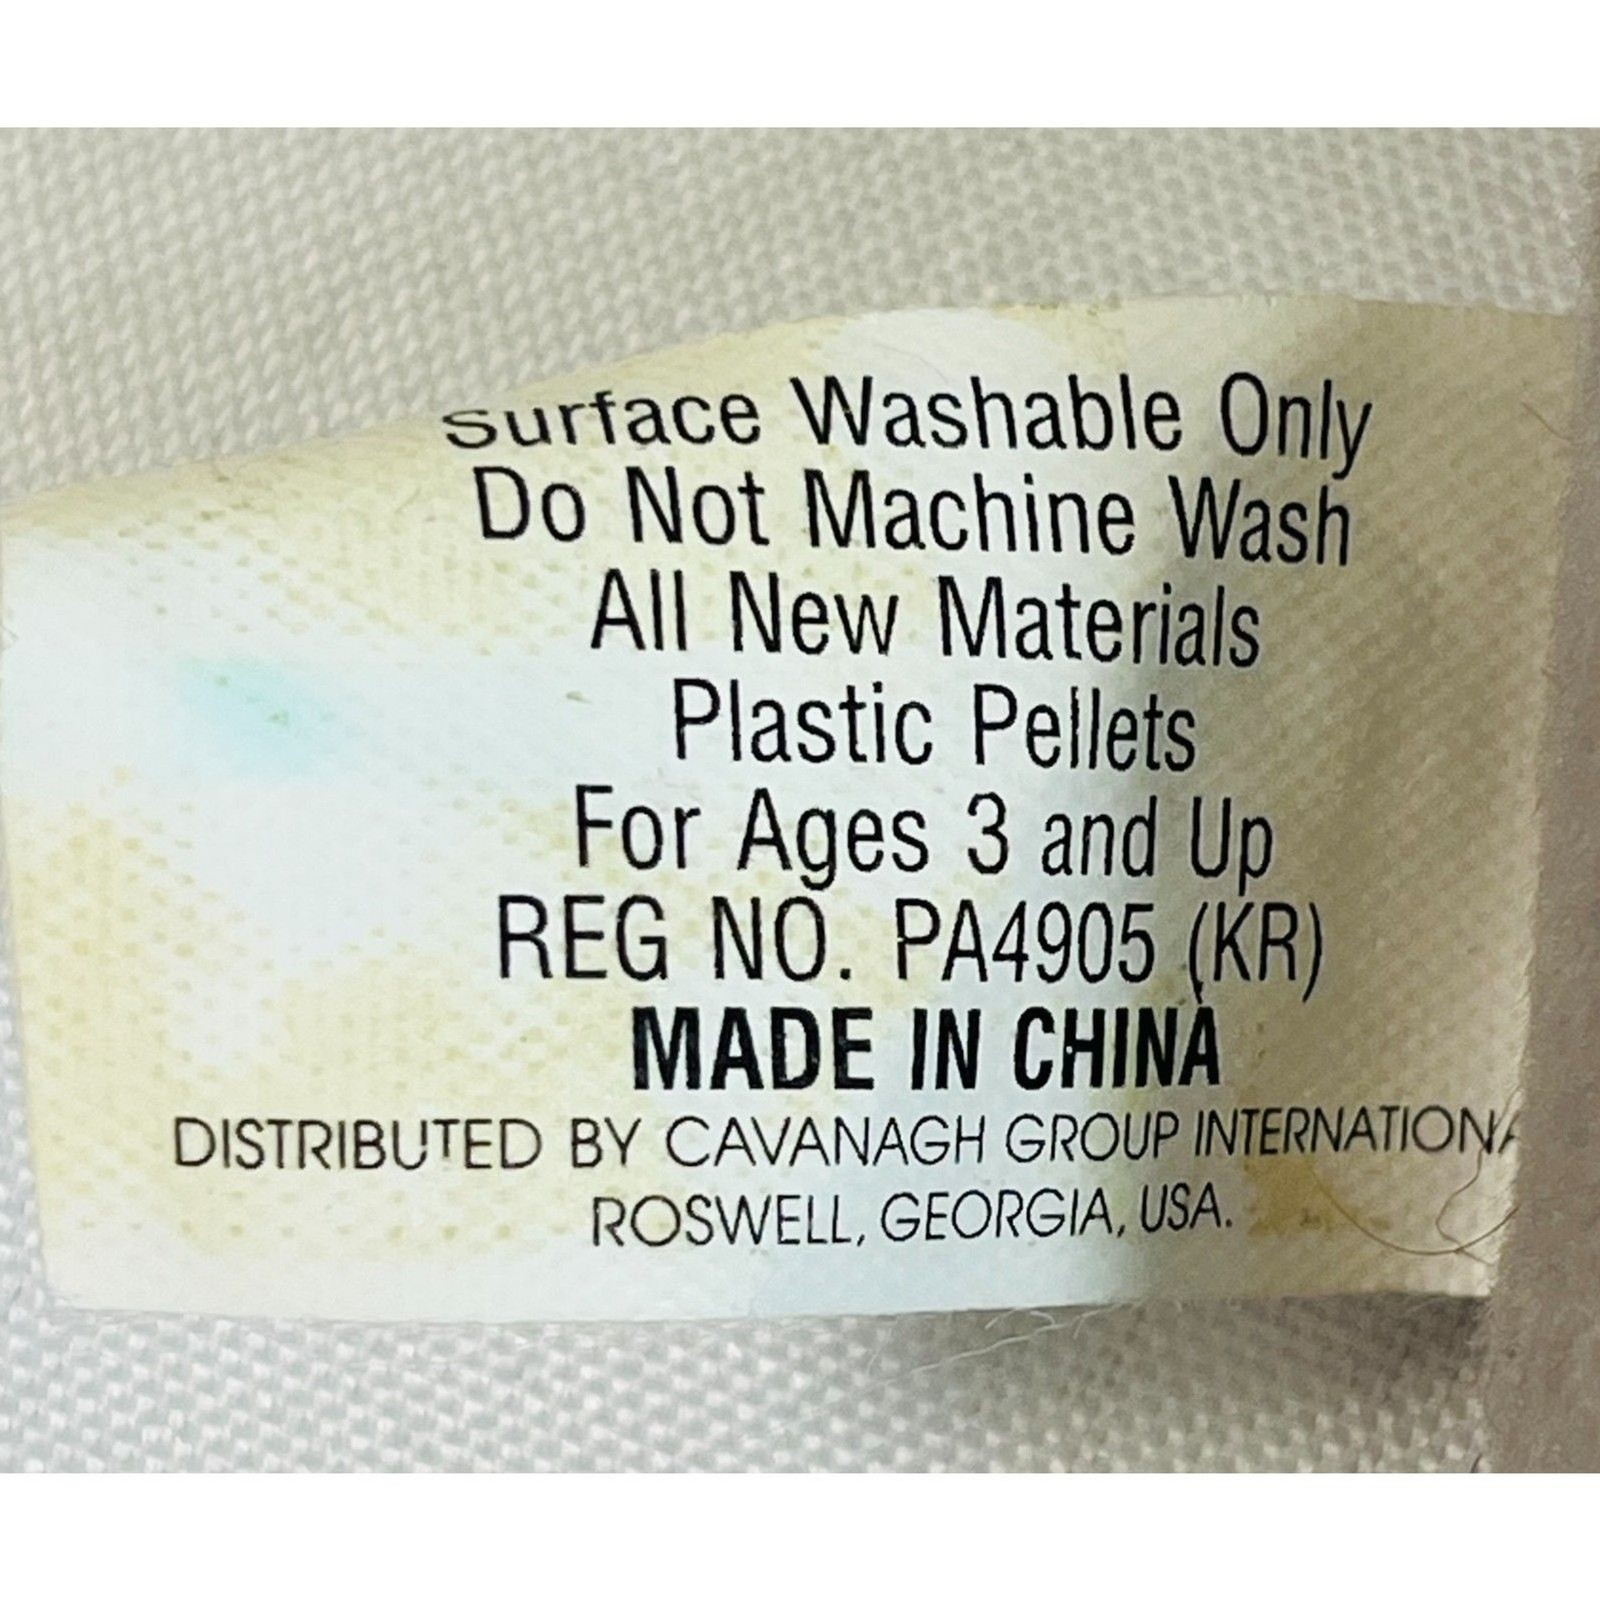 Surface Washable Only
Do Not Machine Wash
All New Materials
Plastic Pellets
For Ages 3 and Up
REG NO. PA4905 (KR)
MADE IN CHINA
DISTRIBUTED BY CAVANAGH GROUP INTERNATIONA
ROSWELL, GEORGIA, USA.